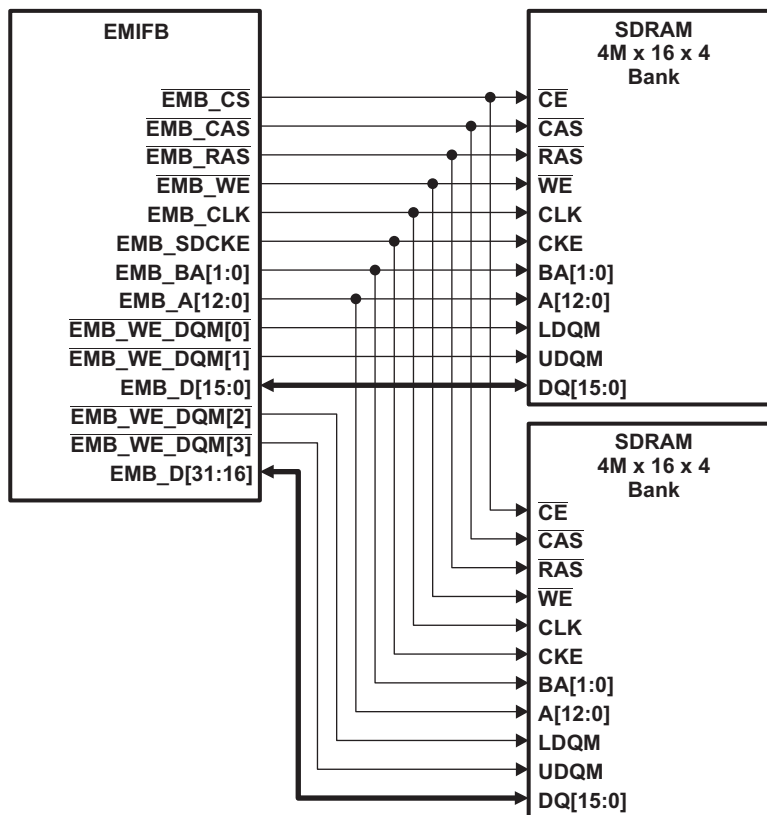 EMIFB
EMB_CS
EMB_CAS
EMB_RAS
EMB_WE
EMB_CLK
EMB_SDCKE
EMB_BA[1:0]
EMB_A[12:0]
EMB_WE_DQM[0]
EMB_WE_DQM[1]
EMB_D[15:0]
EMB_WE_DQM[2]
EMB_WE_DQM[3]
EMB_D[31:16]
SDRAM
4M x 16 x 4
Bank
CE
CAS
RAS
WE
CLK
CKE
BA[1:0]
A[12:0]
LDQM
UDQM
DQ[15:0]
SDRAM
4M x 16 x 4
Bank
CE
CAS
RAS
WE
CLK
CKE
BA[1:0]
A[12:0]
LDQM
UDQM
DQ[15:0]